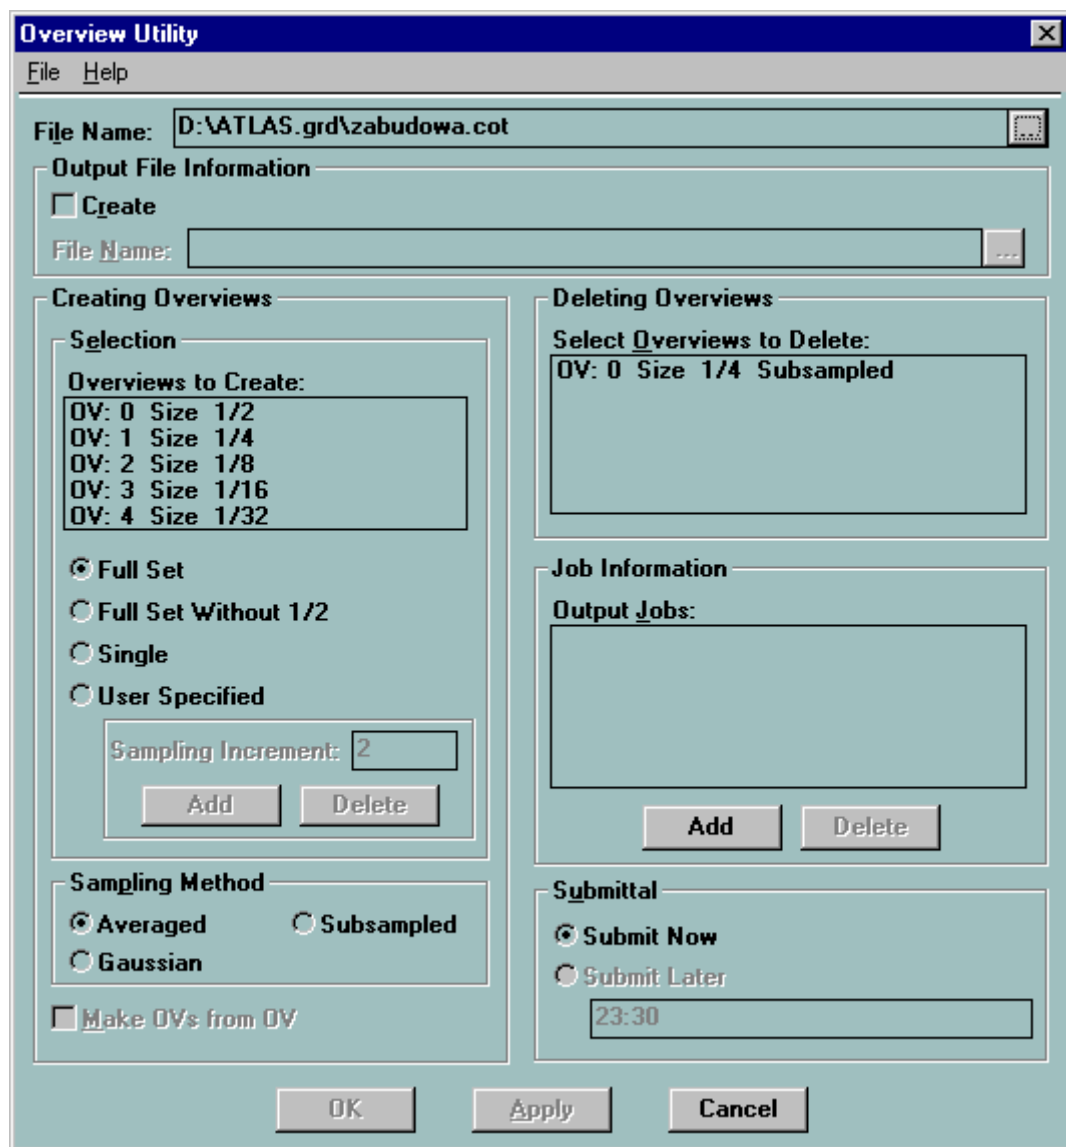 Overview Utility
File Help
File Name: D:\ATLAS.grd\zabudowa.cot ...
Output File Information
Create
File Name: ...
Creating Overviews
Selection
Overviews to Create:
OV: 0 Size 1/2
OV: 1 Size 1/4
OV: 2 Size 1/8
OV: 3 Size 1/16
OV: 4 Size 1/32
Full Set
Full Set Without 1/2
Single
User Specified
Sampling Increment: 2
Add Delete
Sampling Method
Averaged Subsampled
Gaussian
Make OVs from OV
Deleting Overviews
Select Overviews to Delete:
OV: 0 Size 1/4 Subsampled
Job Information
Output Jobs:
Add Delete
Submittal
Submit Now
Submit Later
23:30
OK Apply Cancel